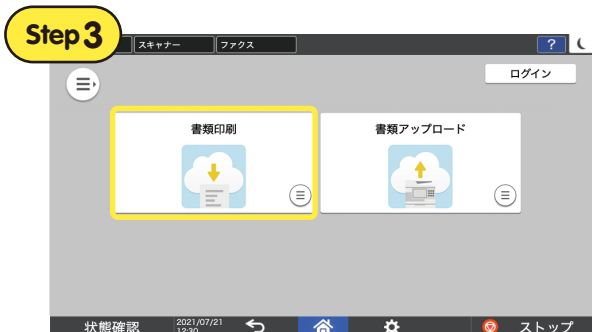 Step 3
スキャナー
ファクス
?
ログイン
書類印刷
書類アップロード
状態確認
2021/07/21
12:30
ストップ